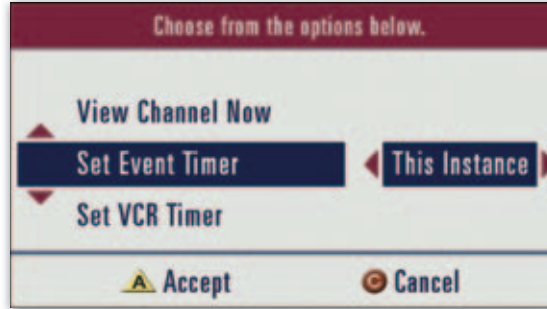 Choose from the options below.
View Channel Now
Set Event Timer This Instance
Set VCR Timer
A Accept C Cancel